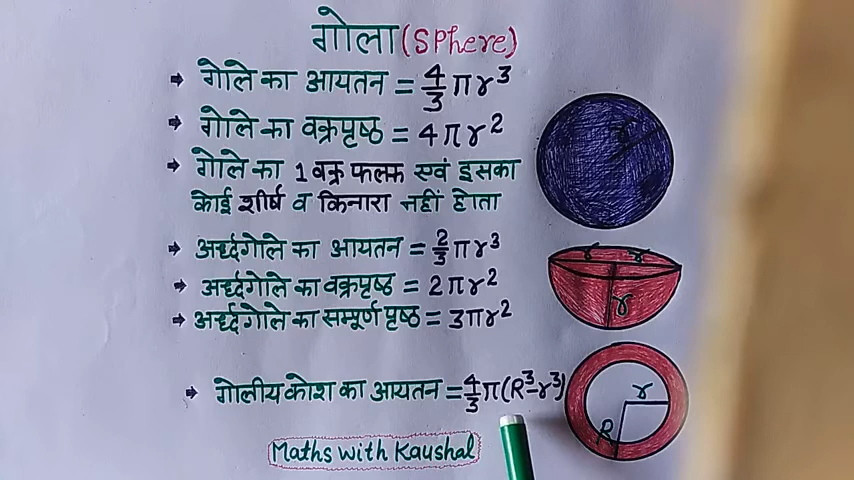 गोला (Sphere)
→ गोले का आयतन = 4/3 πr³
→ गोले का वक्रपृष्ठ = 4πr²
→ गोले का 1 वक्र फलक एवं इसका
कोई शीर्ष व किनारा नहीं होता
→ अर्द्धगोले का आयतन = 2/3 πr³
→ अर्द्धगोले का वक्रपृष्ठ = 2πr²
→ अर्द्धगोले का सम्पूर्ण पृष्ठ = 3πr²
→ गोलीय कोश का आयतन = 4/3 π(R³-r³)
Maths with Kaushal
r
r r
r
r
R